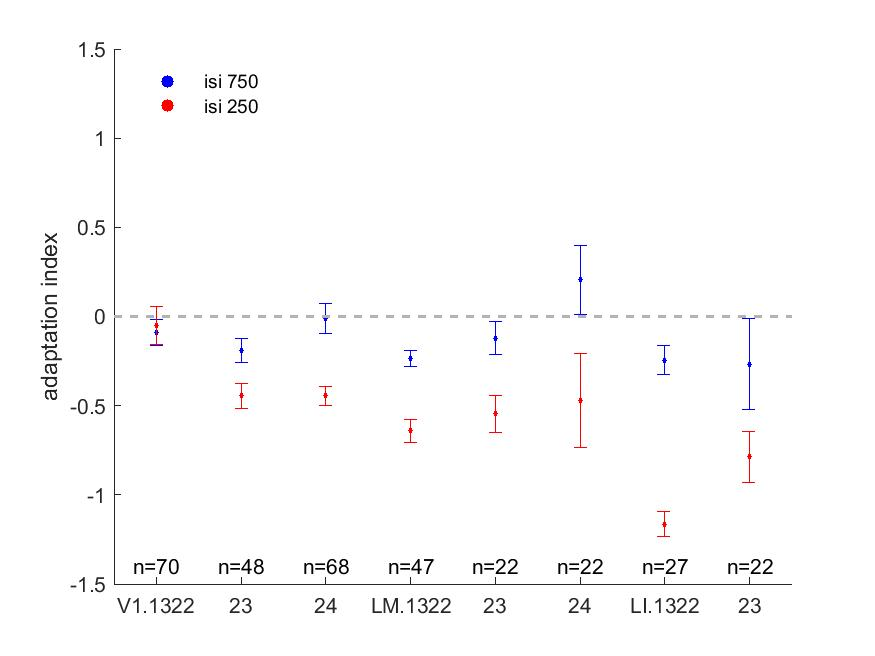 1.5
isi 750
isi 250
1
0.5
0
-0.5
-1
-1.5
adaptation index
n=70 n=48 n=68 n=47 n=22 n=22 n=27 n=22
V1.1322 23 24 LM.1322 23 24 LI.1322 23